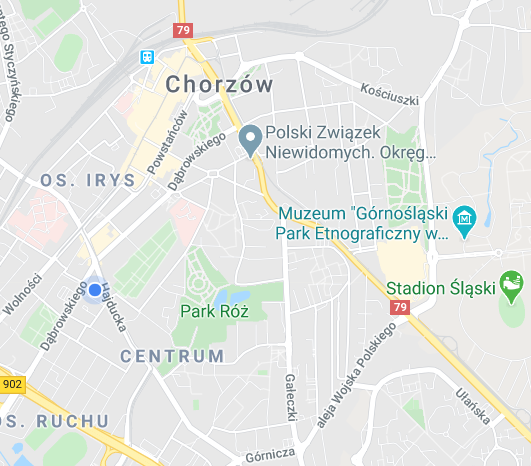 79
Chorzów
Kościuszki
Powstańców
Dąbrowskiego
Polski Związek
Niewidomych. Okręg...
OS. IRYS
Muzeum "Górnośląski
Park Etnograficzny w...
Wolności
Dąbrowskiego
Hajducka
Park Róż
Stadion Śląski
79
CENTRUM
902
Gałeczki
aleja Wojska Polskiego
Ułańska
OS. RUCHU
Górnicza